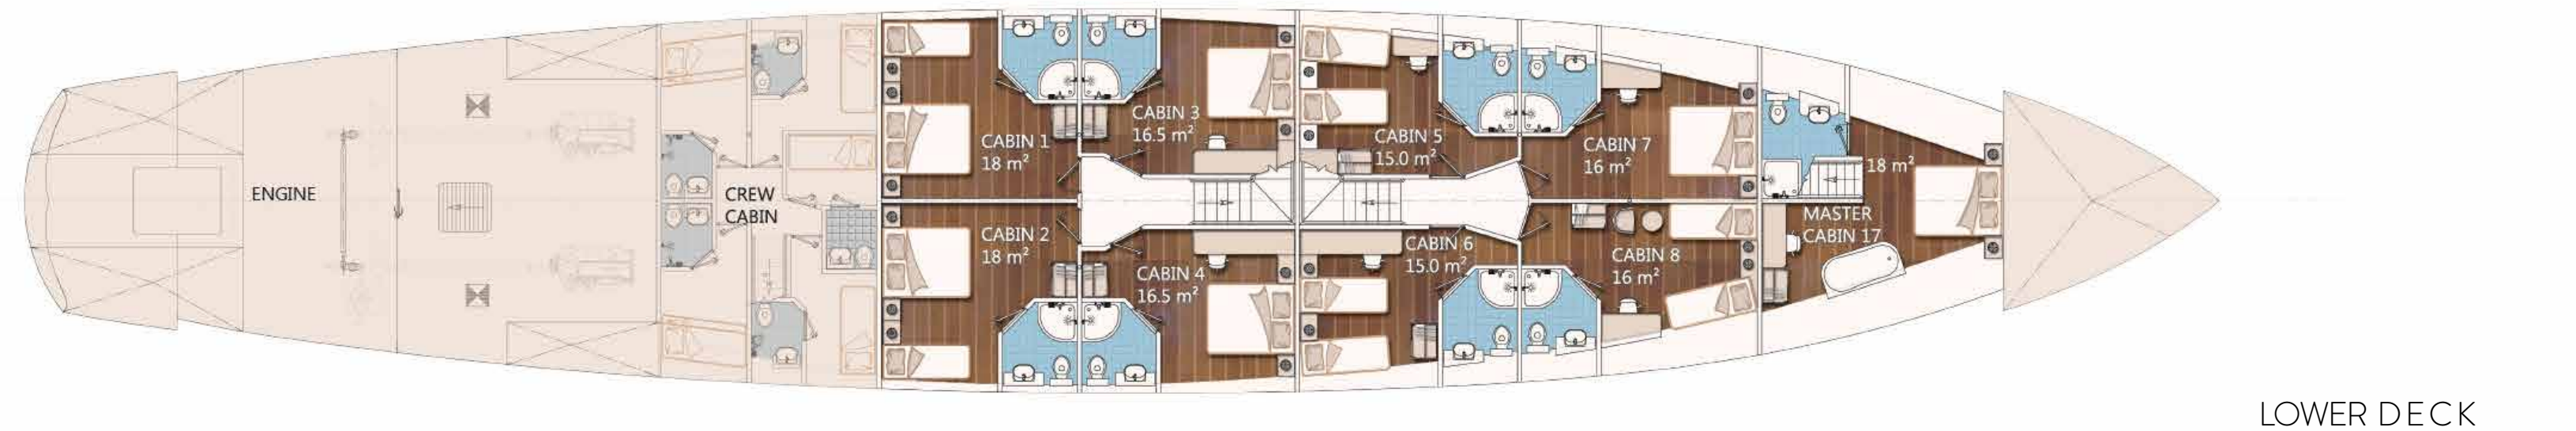 ENGINE
CREW
CABIN
CABIN 1
18 m²
CABIN 2
18 m²
CABIN 3
16.5 m²
CABIN 4
16.5 m²
CABIN 5
15.0 m²
CABIN 6
15.0 m²
CABIN 7
16 m²
CABIN 8
16 m²
18 m²
MASTER
CABIN 17
LOWER DECK